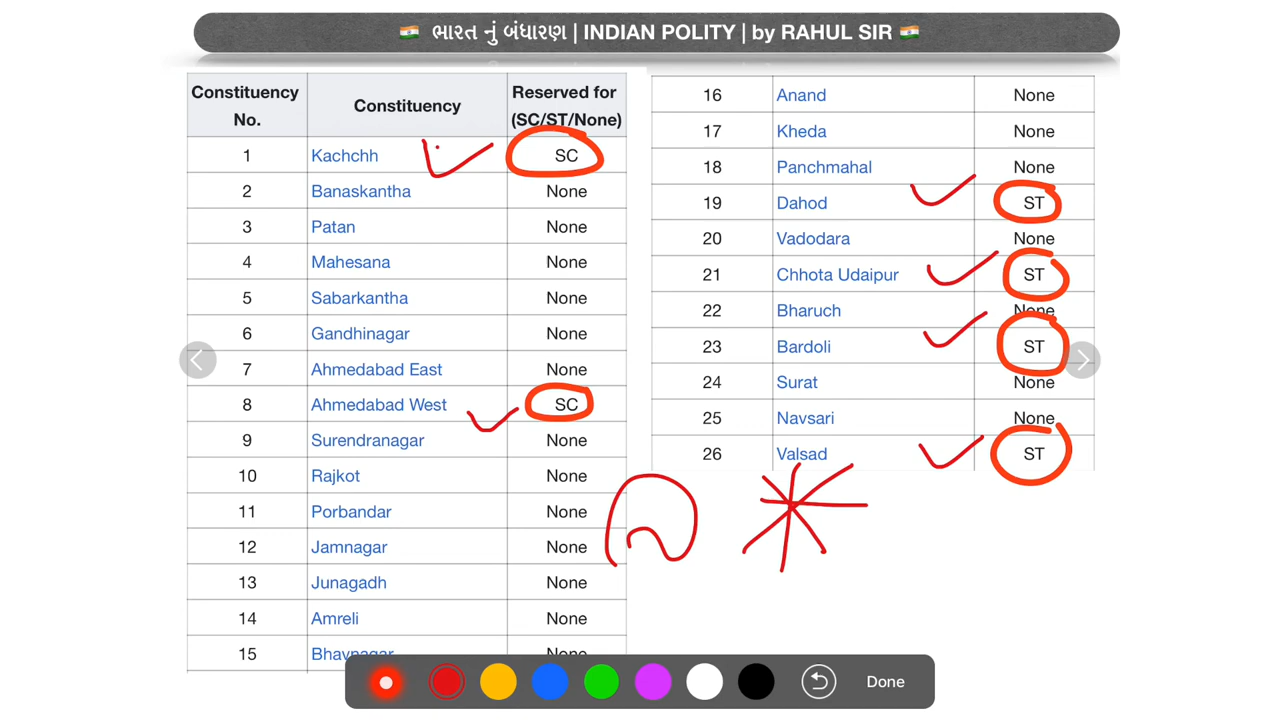 🇮🇳 ભારત નું બંધારણ | INDIAN POLITY | by RAHUL SIR 🇮🇳
Constituency No. Constituency Reserved for (SC/ST/None)
1 Kachchh SC
2 Banaskantha None
3 Patan None
4 Mahesana None
5 Sabarkantha None
6 Gandhinagar None
7 Ahmedabad East None
8 Ahmedabad West SC
9 Surendranagar None
10 Rajkot None
11 Porbandar None
12 Jamnagar None
13 Junagadh None
14 Amreli None
15 Bhavnagar None
16 Anand None
17 Kheda None
18 Panchmahal None
19 Dahod ST
20 Vadodara None
21 Chhota Udaipur ST
22 Bharuch None
23 Bardoli ST
24 Surat None
25 Navsari None
26 Valsad ST
Done